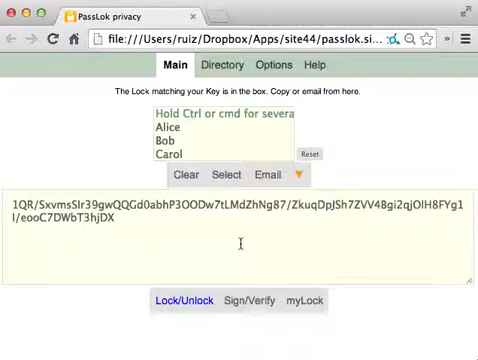 PassLok privacy
file:///Users/ruiz/Dropbox/Apps/site44/passlok.si...
Main Directory Options Help
The Lock matching your Key is in the box. Copy or email from here.
Hold Ctrl or cmd for severa
Alice
Bob
Carol
Reset
Clear Select Email
1QR/SxvmsSIr39gwQQGd0abhP3OODw7tLMdZhNg87/ZkuqDpJSh7ZVV4Bgi2qjOlH8FYg1
I/eooC7DWbT3hjDX
Lock/Unlock Sign/Verify myLock